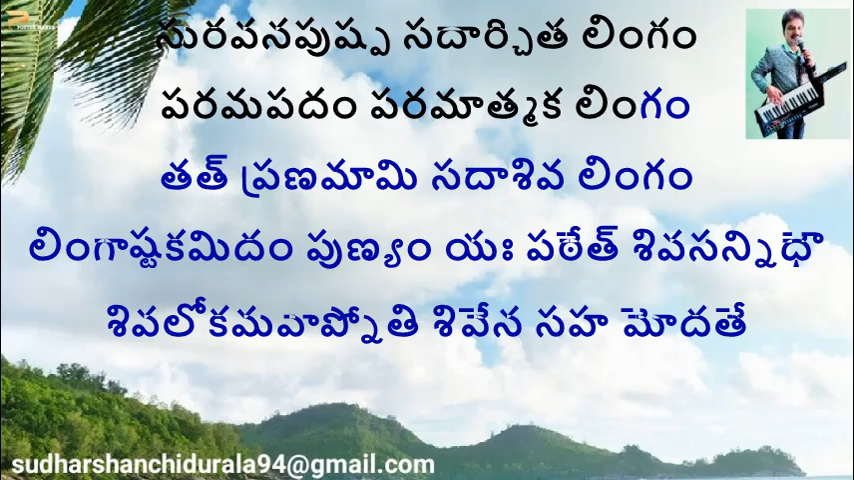 సురవనపుష్ప సదార్చిత లింగం
పరమపదం పరమాత్మక లింగం
తత్ ప్రణమామి సదాశివ లింగం
లింగాష్టకమిదం పుణ్యం యః పఠేత్ శివసన్నిధౌ
శివలోకమవాప్నోతి శివేన సహ మోదతే
sudharshanchidurala94@gmail.com